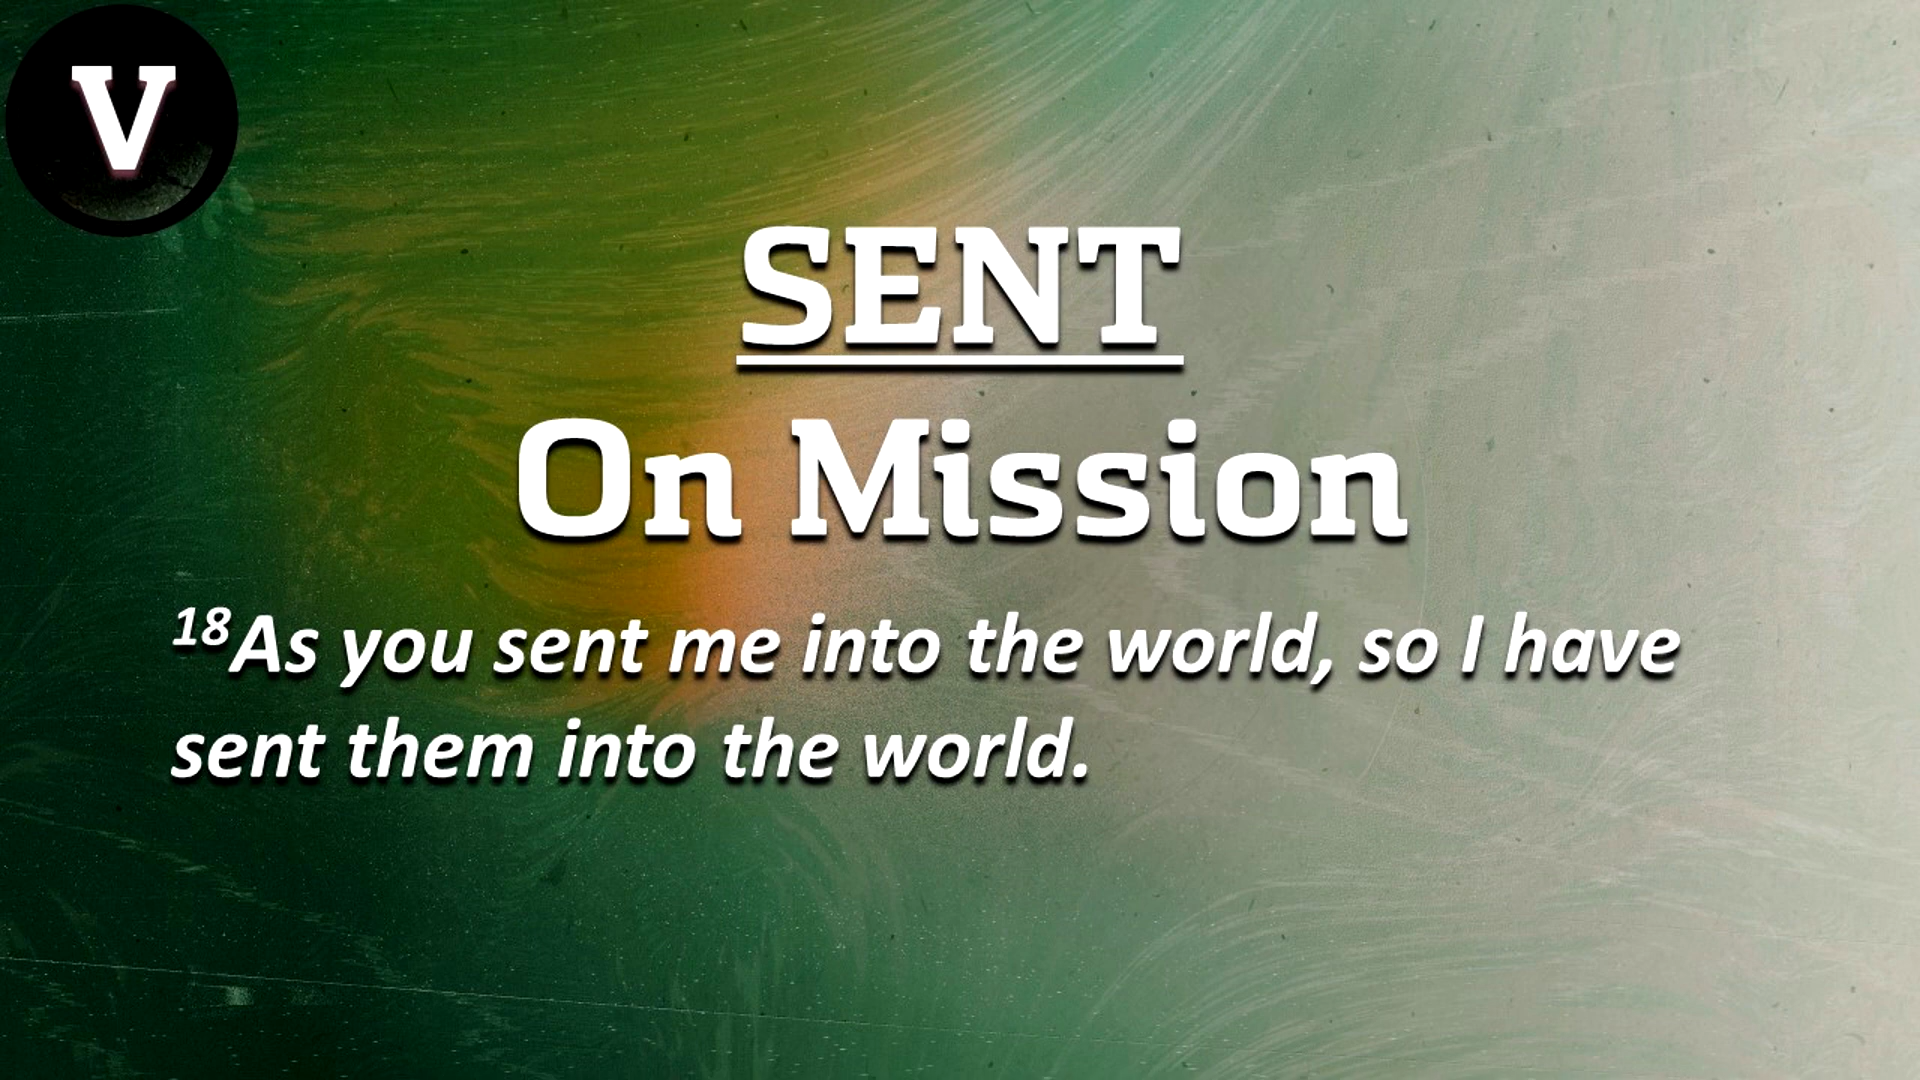 V
SENT
On Mission
18As you sent me into the world, so I have
sent them into the world.